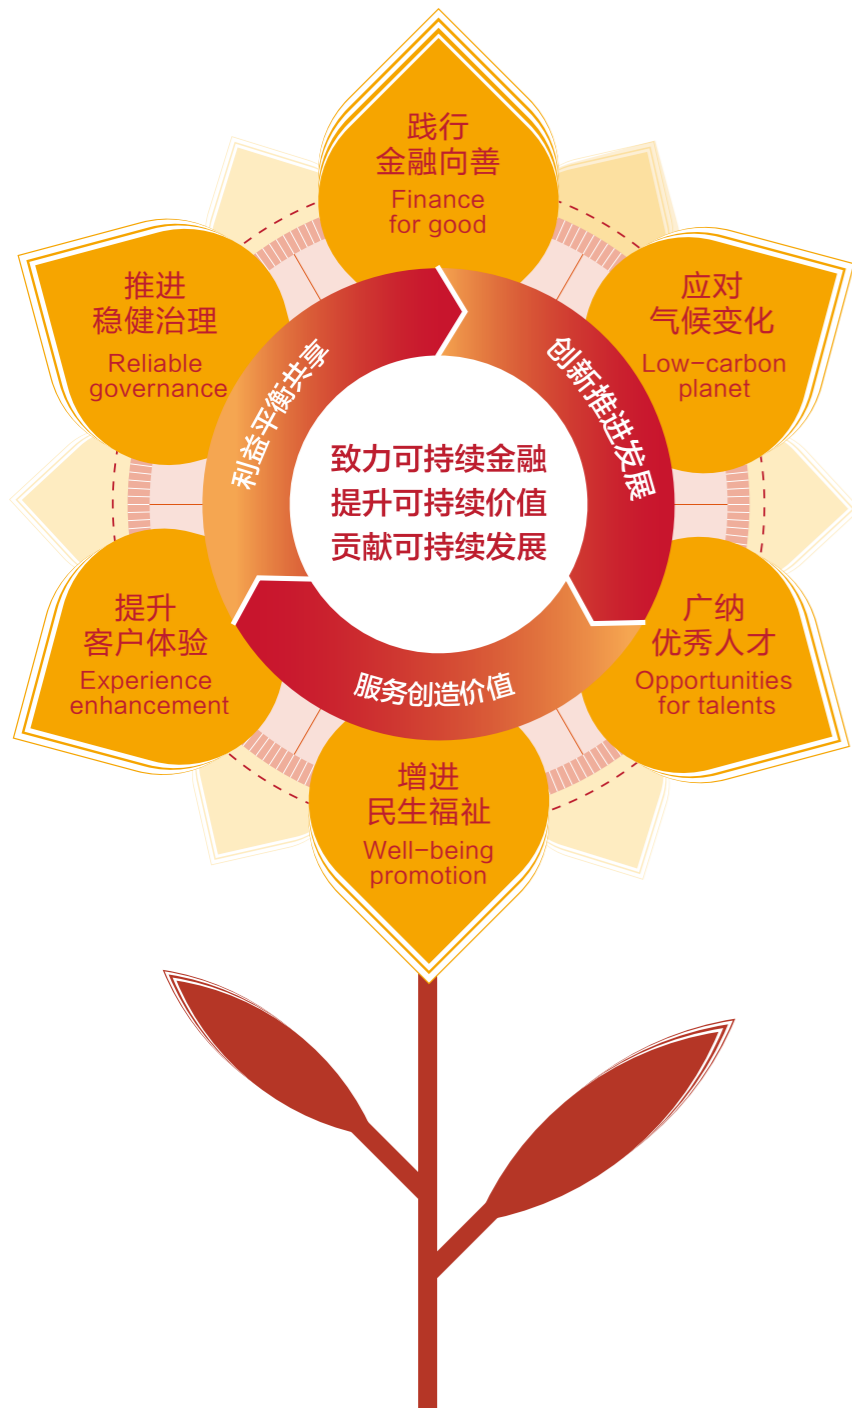 践行
金融向善
Finance
for good
应对
气候变化
Low-carbon
planet
广纳
优秀人才
Opportunities
for talents
增进
民生福祉
Well-being
promotion
提升
客户体验
Experience
enhancement
推进
稳健治理
Reliable
governance
创新推进发展
服务创造价值
利益平衡共享
致力可持续金融
提升可持续价值
贡献可持续发展